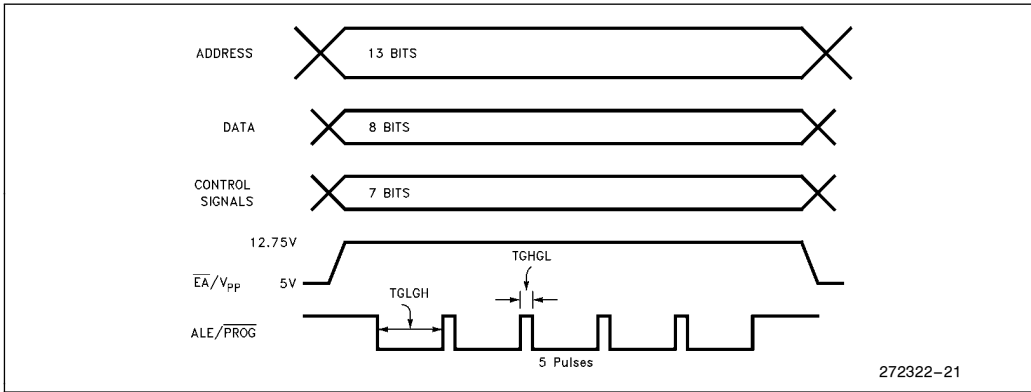 ADDRESS
13 BITS
DATA
8 BITS
CONTROL
SIGNALS
7 BITS
12.75V
EA/VPP
5V
TGHGL
TGLGH
ALE/PROG
5 Pulses
272322-21